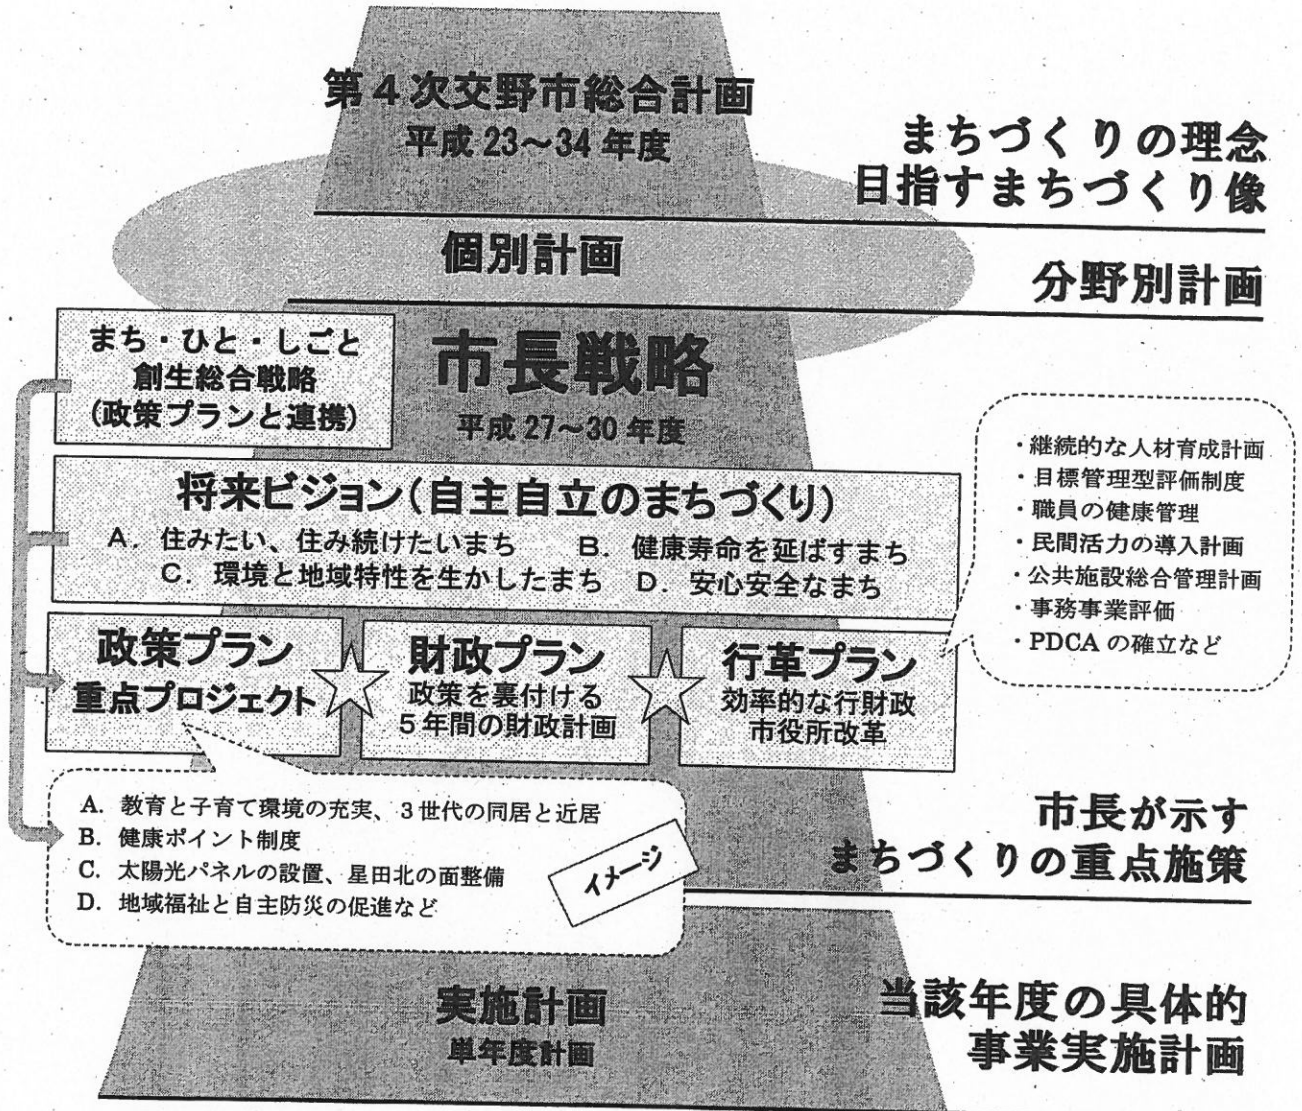 第4次交野市総合計画
平成 23～34 年度
まちづくりの理念
目指すまちづくり像
個別計画
分野別計画
まち・ひと・しごと
創生総合戦略
(政策プランと連携)
市長戦略
平成 27～30 年度
・継続的な人材育成計画
・目標管理型評価制度
・職員の健康管理
・民間活力の導入計画
・公共施設総合管理計画
・事務事業評価
・PDCA の確立など
将来ビジョン(自主自立のまちづくり)
A. 住みたい、住み続けたいまち　B. 健康寿命を延ばすまち
C. 環境と地域特性を生かしたまち　D. 安心安全なまち
政策プラン
重点プロジェクト
財政プラン
政策を裏付ける
5年間の財政計画
行革プラン
効率的な行財政
市役所改革
A. 教育と子育て環境の充実、3世代の同居と近居
B. 健康ポイント制度
C. 太陽光パネルの設置、星田北の面整備
D. 地域福祉と自主防災の促進など
イメージ
市長が示す
まちづくりの重点施策
実施計画
単年度計画
当該年度の具体的
事業実施計画